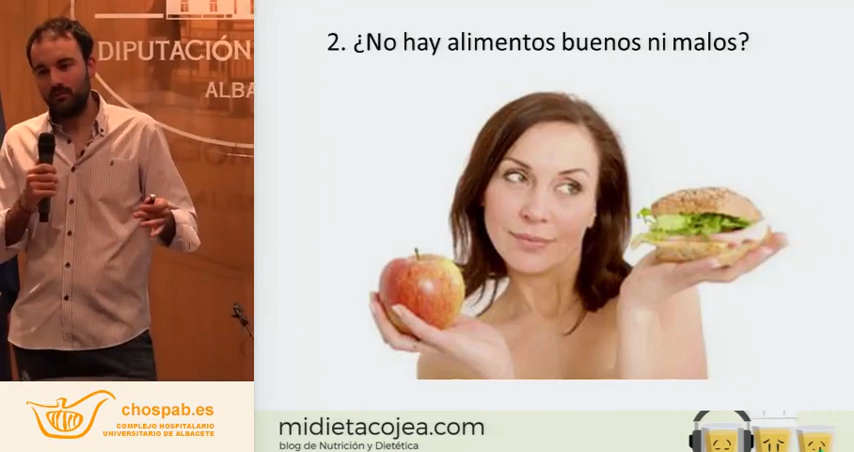 DIPUTACIÓN
ALBA
2. ¿No hay alimentos buenos ni malos?
chospab.es
COMPLEJO HOSPITALARIO
UNIVERSITARIO DE ALBACETE
midietacojea.com
blog de Nutrición y Dietética